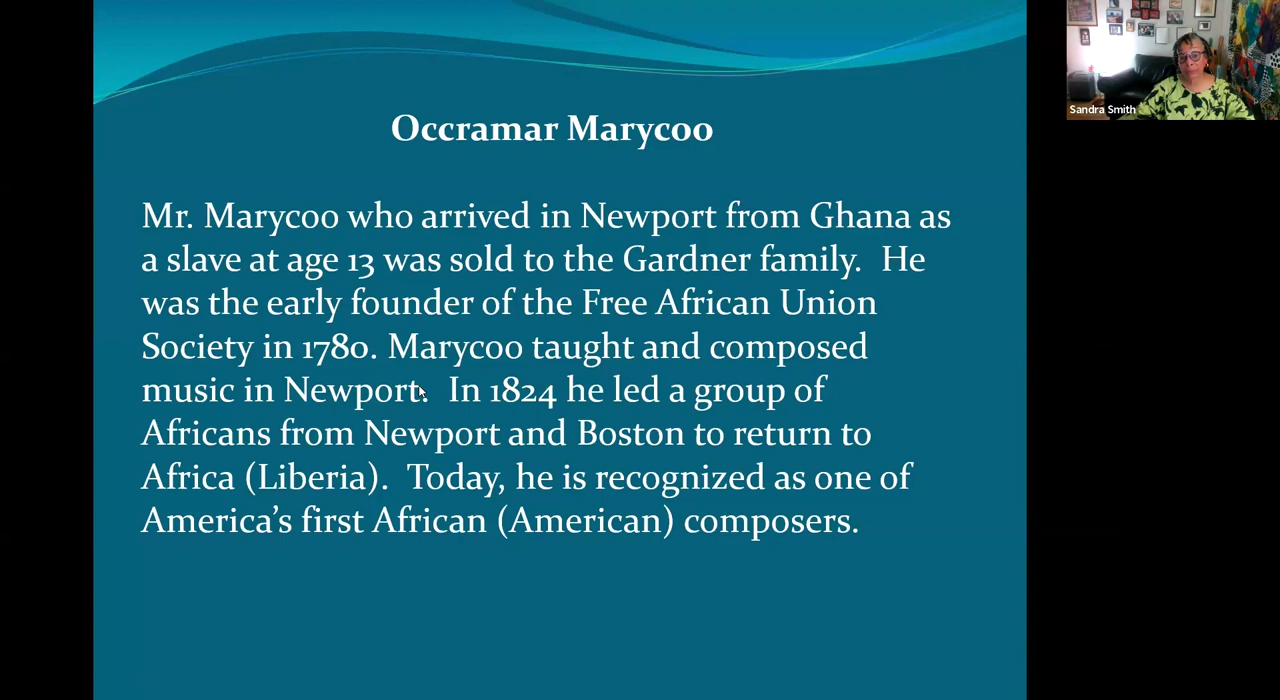 Occramar Marycoo
Mr. Marycoo who arrived in Newport from Ghana as
a slave at age 13 was sold to the Gardner family.  He
was the early founder of the Free African Union
Society in 1780. Marycoo taught and composed
music in Newport.  In 1824 he led a group of
Africans from Newport and Boston to return to
Africa (Liberia).  Today, he is recognized as one of
America’s first African (American) composers.
Sandra Smith